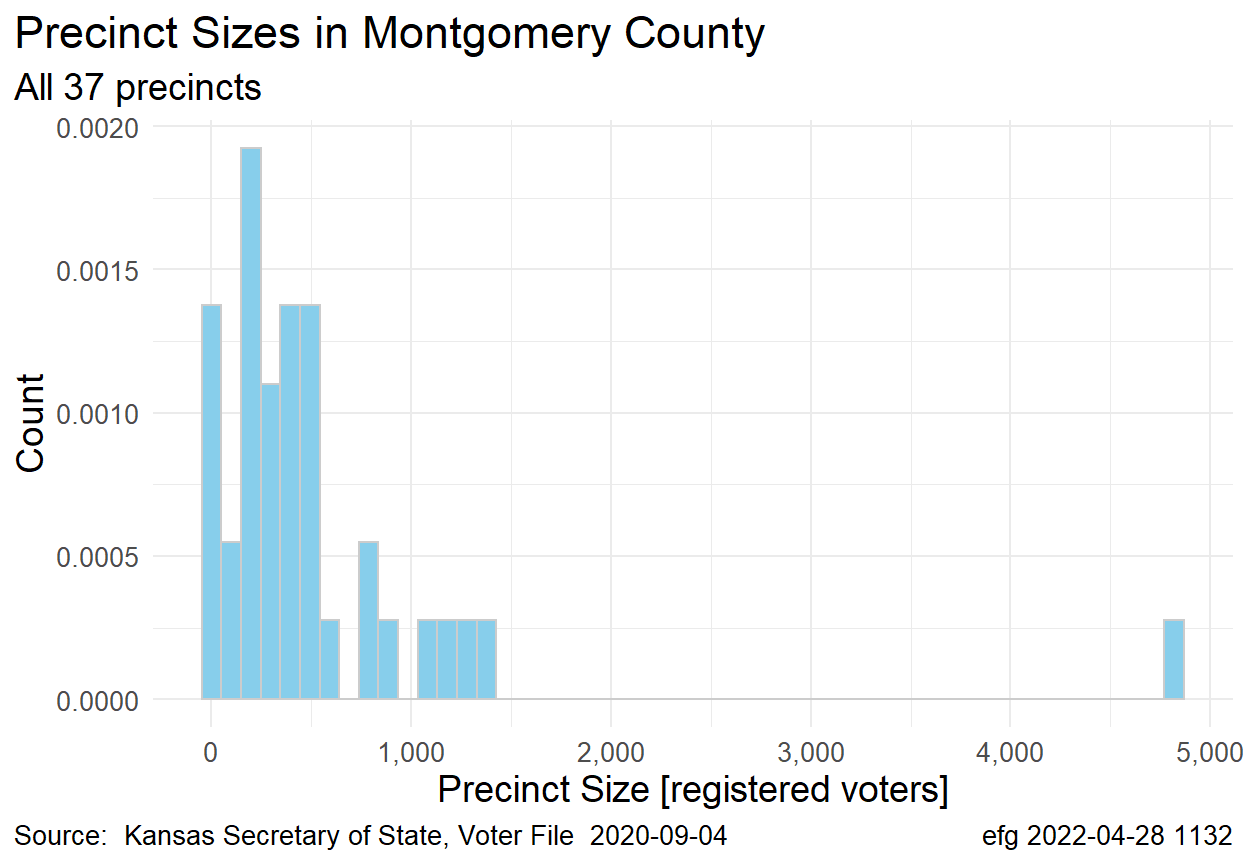 Precinct Sizes in Montgomery County
All 37 precincts
0.0020
0.0015
0.0010
0.0005
0.0000
Count
0 1,000 2,000 3,000 4,000 5,000
Precinct Size [registered voters]
Source:  Kansas Secretary of State, Voter File  2020-09-04
efg 2022-04-28 1132